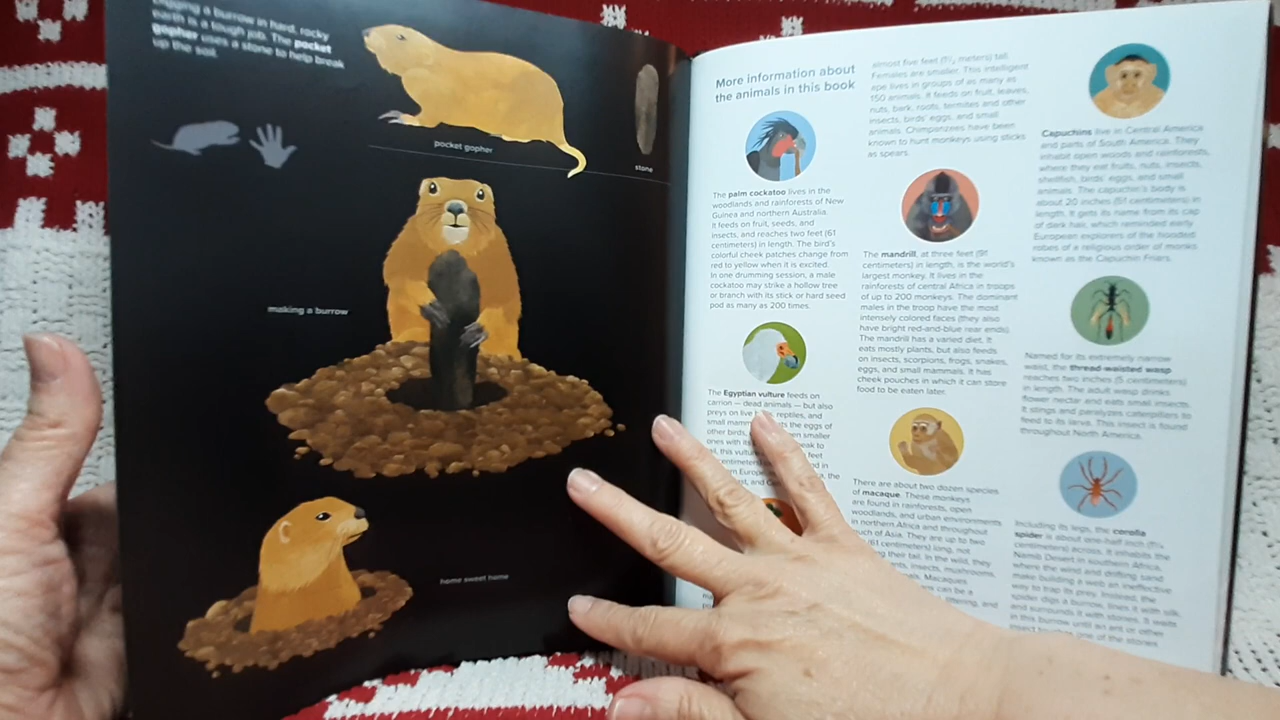 Digging a burrow in hard, rocky
earth is a tough job. The pocket
gopher uses a stone to help break
up the soil.
pocket gopher
stone
making a burrow
home sweet home
More information about
the animals in this book
The palm cockatoo lives in the
woodlands and rainforests of New
Guinea and northern Australia.
It feeds on fruit, seeds, and
insects, and reaches two feet (61
centimeters) in length. The bird's
colorful cheek patches change from
red to yellow when it is excited.
In one drumming session, a male
cockatoo may strike a hollow tree
or branch with its stick or hard seed
pod as many as 200 times.
The Egyptian vulture feeds on
carrion — dead animals — but also
preys on live reptiles, and
small the eggs of
other birds, smaller
ones with to
this feet
in
the
almost five feet (1½ meters) tall.
Females are smaller. This intelligent
ape lives in groups of as many as
150 animals. It feeds on fruit, leaves,
nuts, bark, roots, termites and other
insects, birds' eggs, and small
animals. Chimpanzees have been
known to hunt monkeys using sticks
as spears.
The mandrill, at three feet (91
centimeters) in length, is the world's
largest monkey. It lives in the
rainforests of central Africa in troops
of up to 200 monkeys. The dominant
males in the troop have the most
intensely colored faces (they also
have bright red-and-blue rear ends).
The mandrill has a varied diet. It
eats mostly plants, but also feeds
on insects, scorpions, frogs, snakes,
eggs, and small mammals. It has
cheek pouches in which it can store
food to be eaten later.
There are about two dozen species
of macaque. These monkeys
are found in rainforests, open
woodlands, and urban environments
in northern Africa and throughout
much of Asia. They are up to two
(61 centimeters) long, not
their tail. In the wild, they
insects, mushrooms,
Macaques
can be a
and
Capuchins live in Central America
and parts of South America. They
inhabit open woods and rainforests,
where they eat fruits, nuts, insects,
shellfish, birds' eggs, and small
animals. The capuchin's body is
about 20 inches (51 centimeters) in
length. It gets its name from its cap
of dark hair, which reminded early
European explorers of the hooded
robes of a religious order of monks
known as the Capuchin Friars.
Named for its extremely narrow
waist, the thread-waisted wasp
reaches two inches (5 centimeters)
in length. The adult wasp drinks
flower nectar and eats small insects.
It stings and paralyzes caterpillars to
feed to its larva. This insect is found
throughout North America.
Including its legs, the corolla
spider is about one-half inch
centimeters) across. It inhabits the
Namib Desert in southern Africa,
where the wind and drifting sand
make building a web an ineffective
way to trap its prey. Instead, the
spider digs a burrow, lines it with silk,
and surrounds it with stones. It waits
in this burrow until an ant or other
insect one of the stones